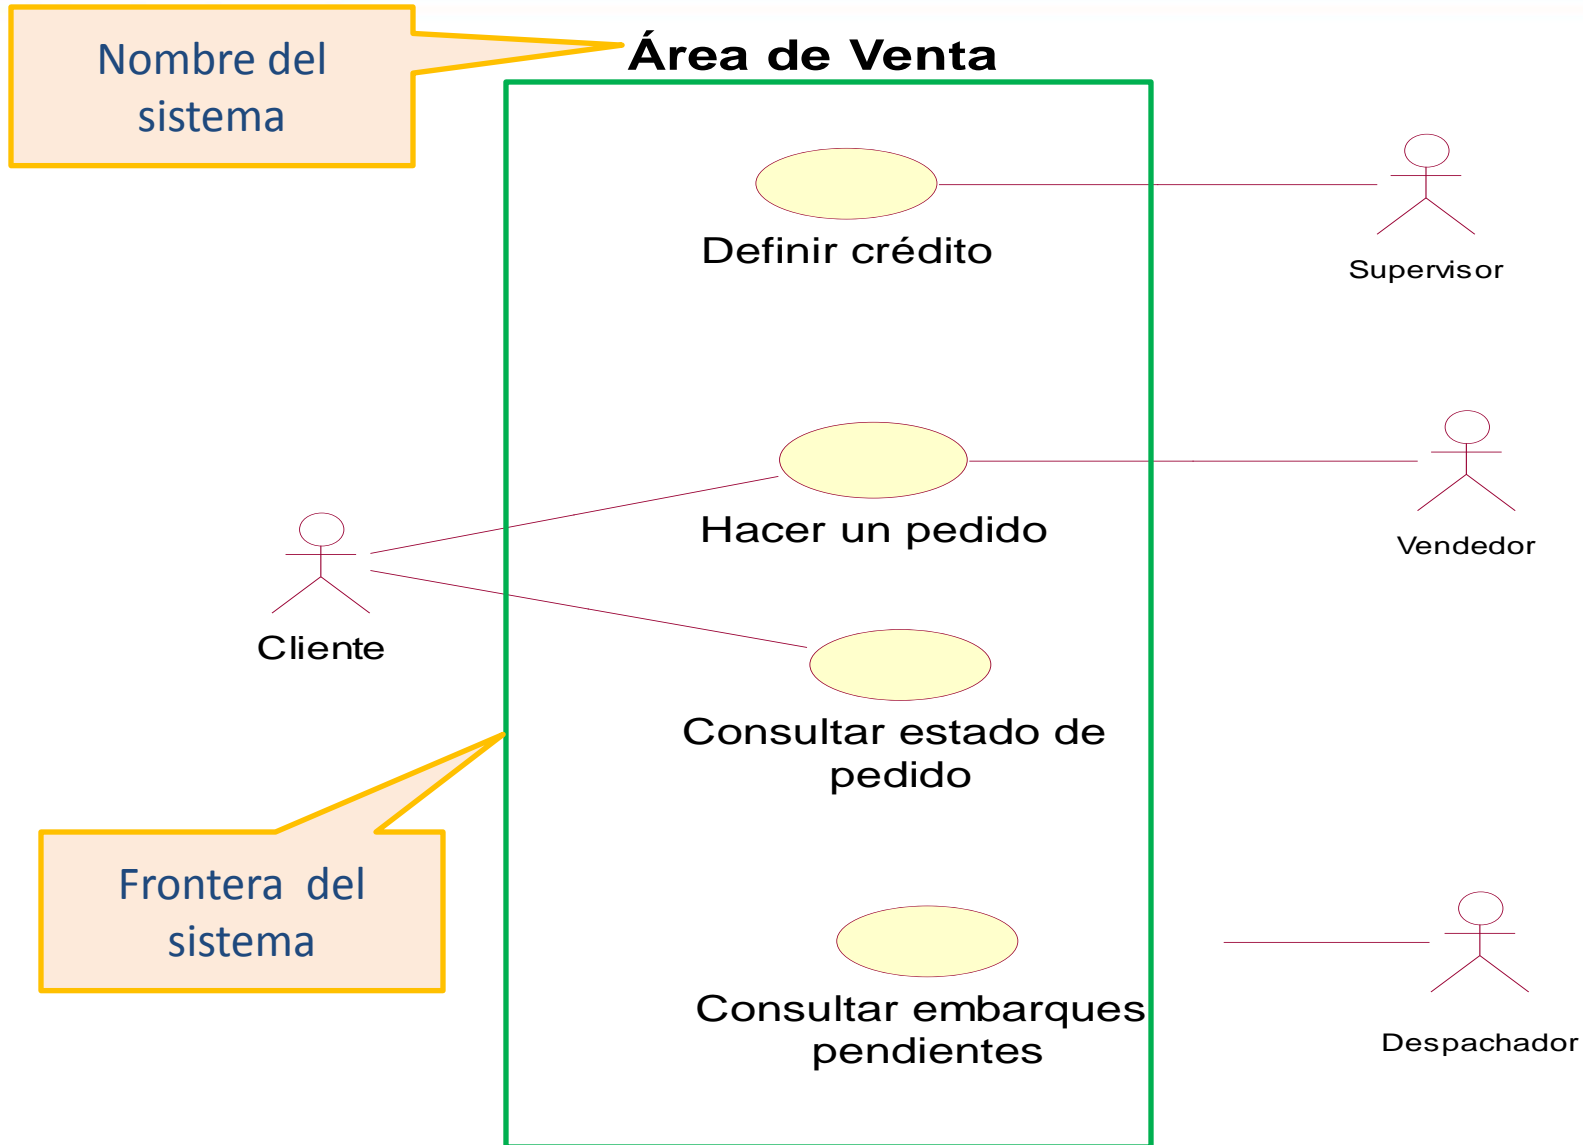 Nombre del
sistema
Área de Venta
Definir crédito
Supervisor
Hacer un pedido
Vendedor
Cliente
Consultar estado de
pedido
Frontera del
sistema
Consultar embarques
pendientes
Despachador